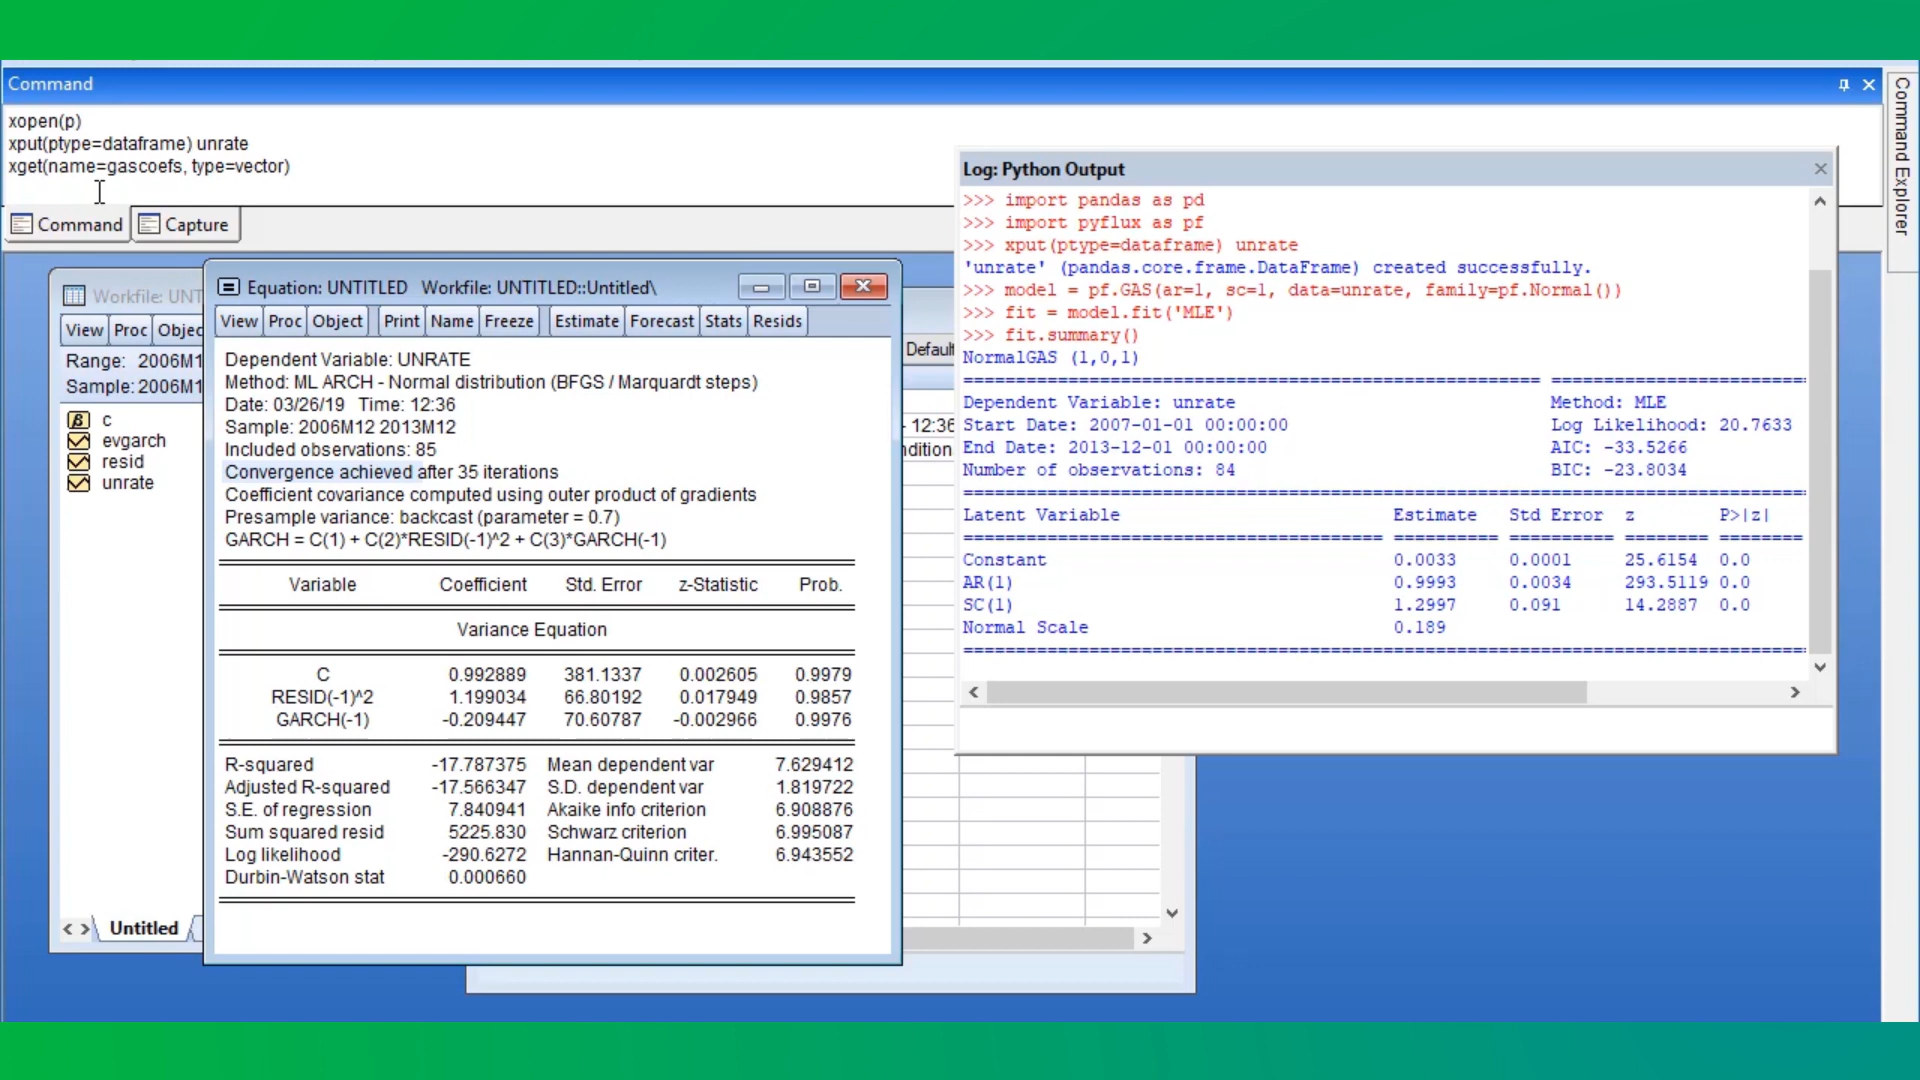 Command
xopen(p)
xput(ptype=dataframe) unrate
xget(name=gascoefs, type=vector)
Command Capture
Command Explorer
Workfile: UNT
View Proc Objec
Range: 2006M1
Sample: 2006M1
c
evgarch
resid
unrate
Untitled
Equation: UNTITLED Workfile: UNTITLED::Untitled\
View Proc Object Print Name Freeze Estimate Forecast Stats Resids
Dependent Variable: UNRATE
Method: ML ARCH - Normal distribution (BFGS / Marquardt steps)
Date: 03/26/19 Time: 12:36
Sample: 2006M12 2013M12
Included observations: 85
Convergence achieved after 35 iterations
Coefficient covariance computed using outer product of gradients
Presample variance: backcast (parameter = 0.7)
GARCH = C(1) + C(2)*RESID(-1)^2 + C(3)*GARCH(-1)
Variable Coefficient Std. Error z-Statistic Prob.
Variance Equation
C 0.992889 381.1337 0.002605 0.9979
RESID(-1)^2 1.199034 66.80192 0.017949 0.9857
GARCH(-1) -0.209447 70.60787 -0.002966 0.9976
R-squared -17.787375 Mean dependent var 7.629412
Adjusted R-squared -17.566347 S.D. dependent var 1.819722
S.E. of regression 7.840941 Akaike info criterion 6.908876
Sum squared resid 5225.830 Schwarz criterion 6.995087
Log likelihood -290.6272 Hannan-Quinn criter. 6.943552
Durbin-Watson stat 0.000660
Default
- 12:36
ndition
Log: Python Output
>>> import pandas as pd
>>> import pyflux as pf
>>> xput(ptype=dataframe) unrate
'unrate' (pandas.core.frame.DataFrame) created successfully.
>>> model = pf.GAS(ar=1, sc=1, data=unrate, family=pf.Normal())
>>> fit = model.fit('MLE')
>>> fit.summary()
NormalGAS (1,0,1)
Dependent Variable: unrate Method: MLE
Start Date: 2007-01-01 00:00:00 Log Likelihood: 20.7633
End Date: 2013-12-01 00:00:00 AIC: -33.5266
Number of observations: 84 BIC: -23.8034
Latent Variable Estimate Std Error z P>|z|
Constant 0.0033 0.0001 25.6154 0.0
AR(1) 0.9993 0.0034 293.5119 0.0
SC(1) 1.2997 0.091 14.2887 0.0
Normal Scale 0.189